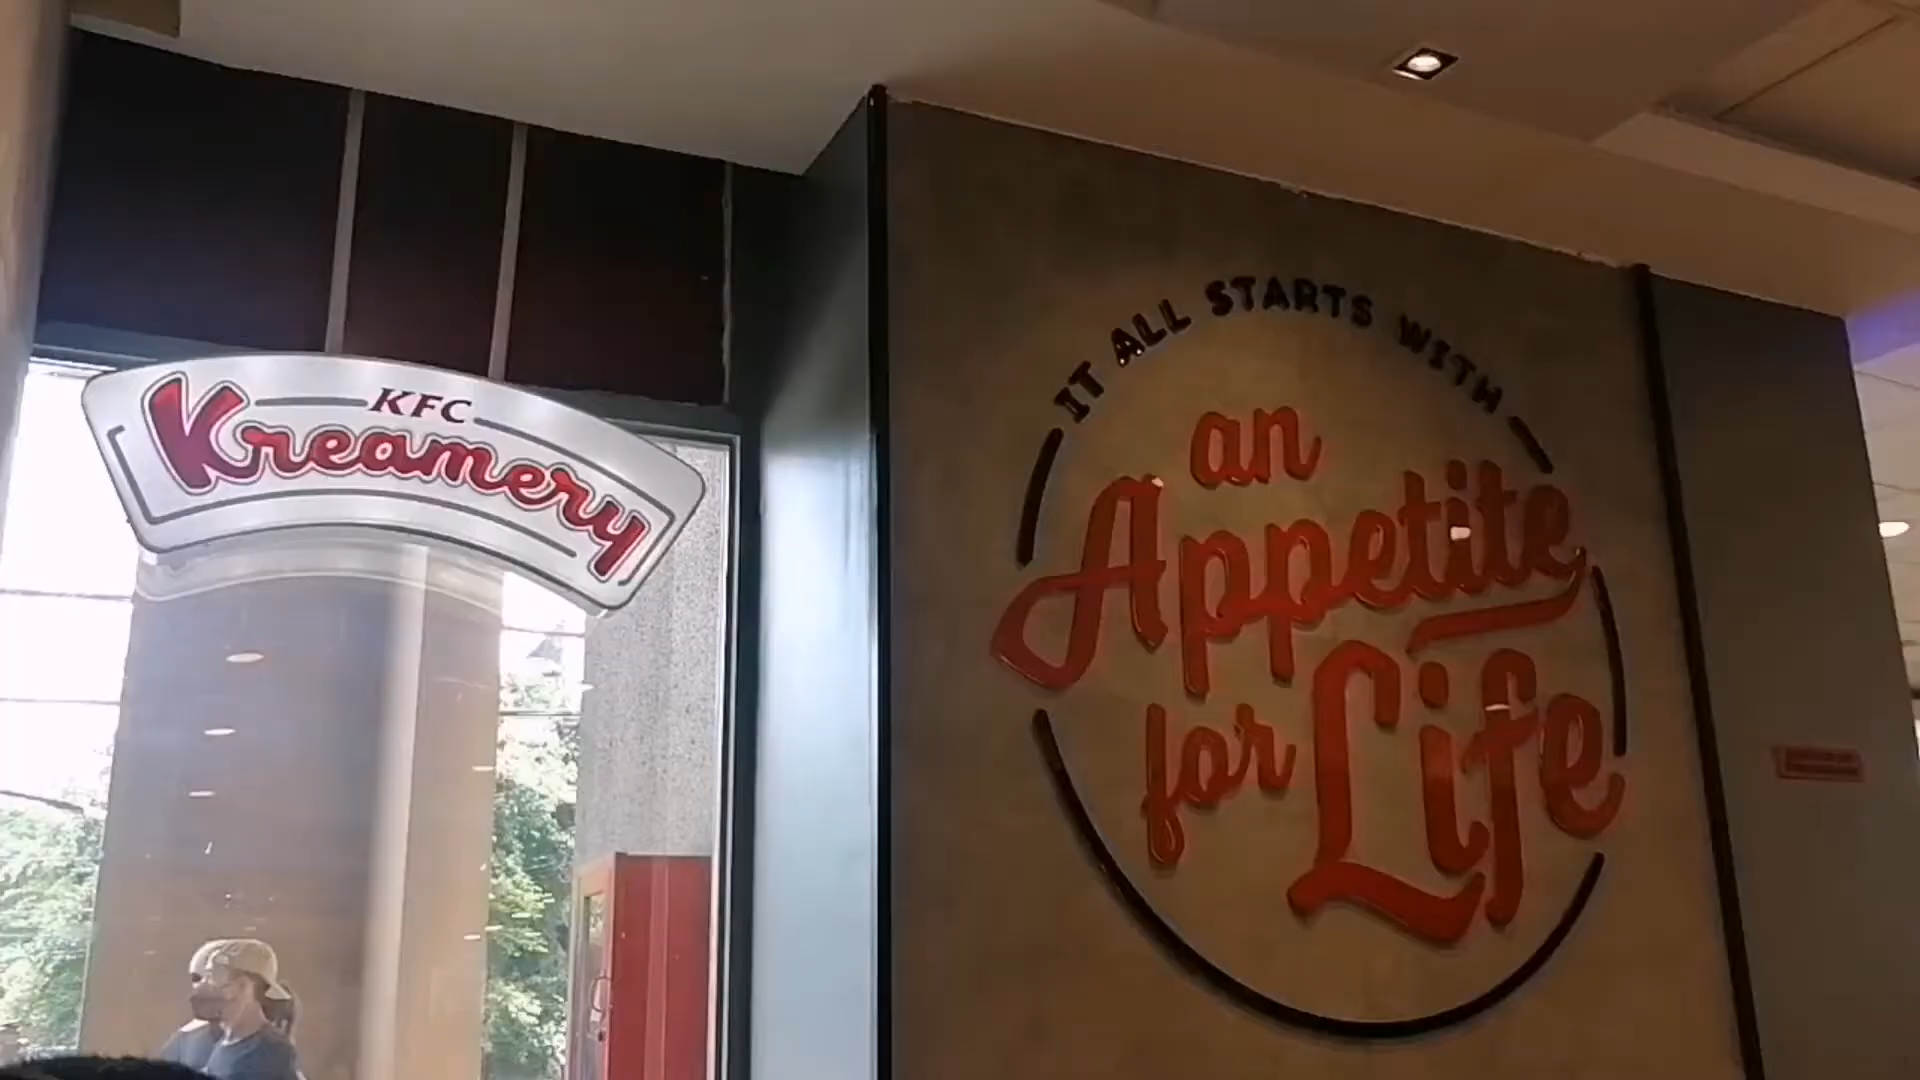 KFC
Kreamery
IT ALL STARTS WITH
an
Appetite
for Life